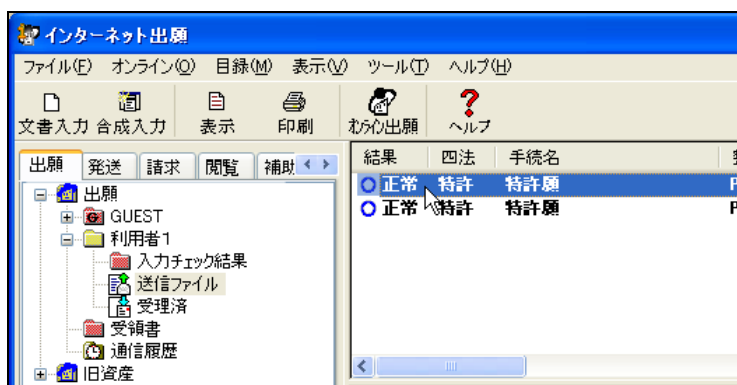 インターネット出願
ファイル(F) オンライン(O) 目録(M) 表示(V) ツール(T) ヘルプ(H)
文書入力 合成入力 表示 印刷 オンライン出願 ヘルプ
出願 発送 請求 閲覧 補助
結果 四法 手続名
正常 特許 特許願
正常 特許 特許願
出願
GUEST
利用者1
入力チェック結果
送信ファイル
受理済
受領書
通信履歴
旧資産